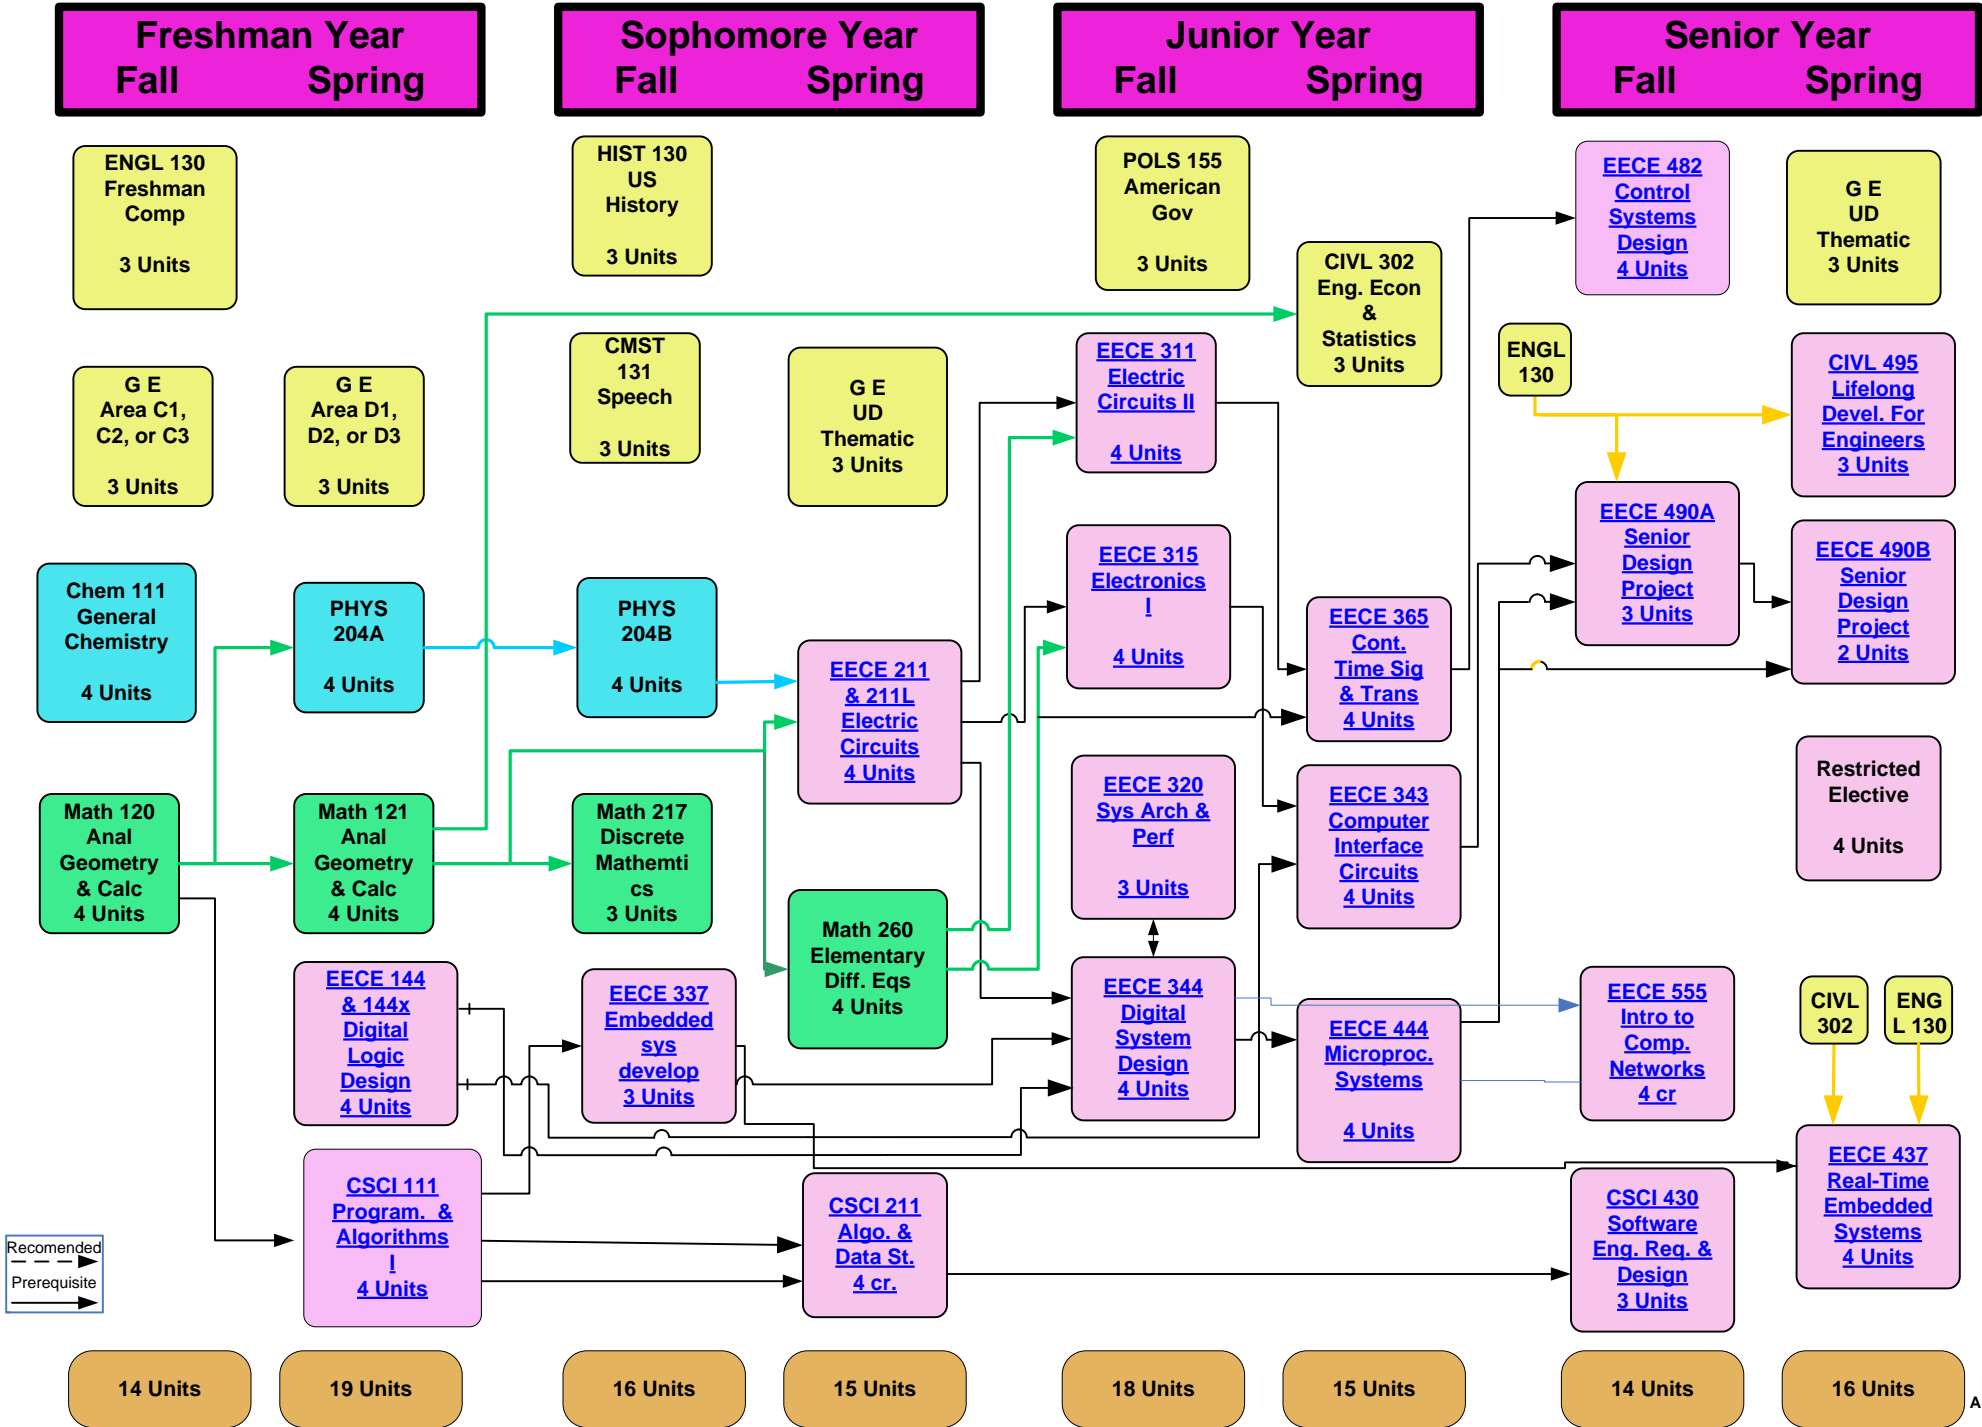 Freshman Year
Fall Spring
Sophomore Year
Fall Spring
Junior Year
Fall Spring
Senior Year
Fall Spring
ENGL 130
Freshman
Comp
3 Units
G E
Area C1,
C2, or C3
3 Units
Chem 111
General
Chemistry
4 Units
Math 120
Anal
Geometry
& Calc
4 Units
G E
Area D1,
D2, or D3
3 Units
PHYS
204A
4 Units
Math 121
Anal
Geometry
& Calc
4 Units
EECE 144
& 144x
Digital
Logic
Design
4 Units
CSCI 111
Program. &
Algorithms
I
4 Units
HIST 130
US
History
3 Units
CMST
131
Speech
3 Units
PHYS
204B
4 Units
Math 217
Discrete
Mathemti
cs
3 Units
EECE 337
Embedded
sys
develop
3 Units
G E
UD
Thematic
3 Units
EECE 211
& 211L
Electric
Circuits
4 Units
Math 260
Elementary
Diff. Eqs
4 Units
CSCI 211
Algo. &
Data St.
4 cr.
POLS 155
American
Gov
3 Units
EECE 311
Electric
Circuits II
4 Units
EECE 315
Electronics
I
4 Units
EECE 320
Sys Arch &
Perf
3 Units
EECE 344
Digital
System
Design
4 Units
CIVL 302
Eng. Econ
&
Statistics
3 Units
EECE 365
Cont.
Time Sig
& Trans
4 Units
EECE 343
Computer
Interface
Circuits
4 Units
EECE 444
Microproc.
Systems
4 Units
EECE 482
Control
Systems
Design
4 Units
ENGL
130
EECE 490A
Senior
Design
Project
3 Units
EECE 555
Intro to
Comp.
Networks
4 cr
CSCI 430
Software
Eng. Req. &
Design
3 Units
G E
UD
Thematic
3 Units
CIVL 495
Lifelong
Devel. For
Engineers
3 Units
EECE 490B
Senior
Design
Project
2 Units
Restricted
Elective
4 Units
CIVL
302
ENG
L 130
EECE 437
Real-Time
Embedded
Systems
4 Units
Recomended
Prerequisite
14 Units
19 Units
16 Units
15 Units
18 Units
15 Units
14 Units
16 Units
A